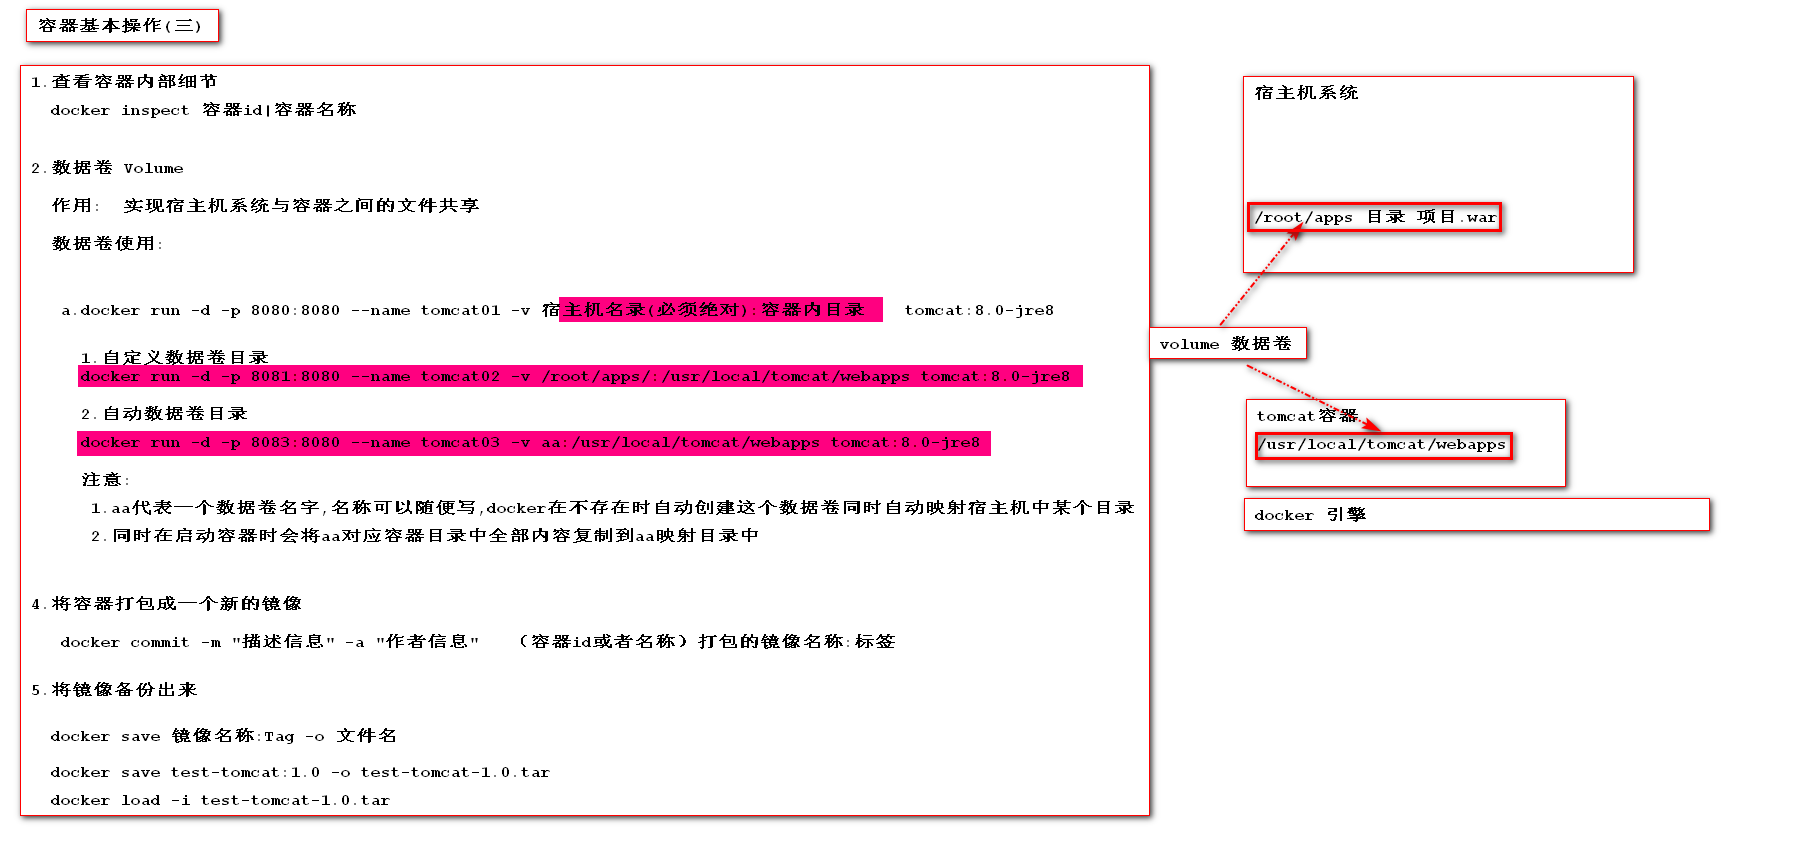 容器基本操作(三)
1.查看容器内部细节
docker inspect 容器id|容器名称
2.数据卷 Volume
作用: 实现宿主机系统与容器之间的文件共享
数据卷使用:
a.docker run -d -p 8080:8080 --name tomcat01 -v 宿主机名录(必须绝对):容器内目录 tomcat:8.0-jre8
1.自定义数据卷目录
docker run -d -p 8081:8080 --name tomcat02 -v /root/apps/:/usr/local/tomcat/webapps tomcat:8.0-jre8
2.自动数据卷目录
docker run -d -p 8083:8080 --name tomcat03 -v aa:/usr/local/tomcat/webapps tomcat:8.0-jre8
注意:
1.aa代表一个数据卷名字,名称可以随便写,docker在不存在时自动创建这个数据卷同时自动映射宿主机中某个目录
2.同时在启动容器时会将aa对应容器目录中全部内容复制到aa映射目录中
4.将容器打包成一个新的镜像
docker commit -m "描述信息" -a "作者信息" （容器id或者名称）打包的镜像名称:标签
5.将镜像备份出来
docker save 镜像名称:Tag -o 文件名
docker save test-tomcat:1.0 -o test-tomcat-1.0.tar
docker load -i test-tomcat-1.0.tar
宿主机系统
/root/apps 目录 项目.war
volume 数据卷
tomcat容器
/usr/local/tomcat/webapps
docker 引擎